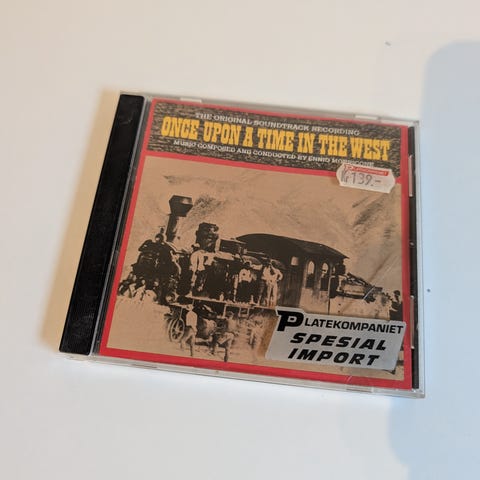 THE ORIGINAL SOUNDTRACK RECORDING
ONCE UPON A TIME IN THE WEST
MUSIC COMPOSED AND CONDUCTED BY ENNIO MORRICONE
139.-
PLATEKOMPANIET
SPESIAL
IMPORT